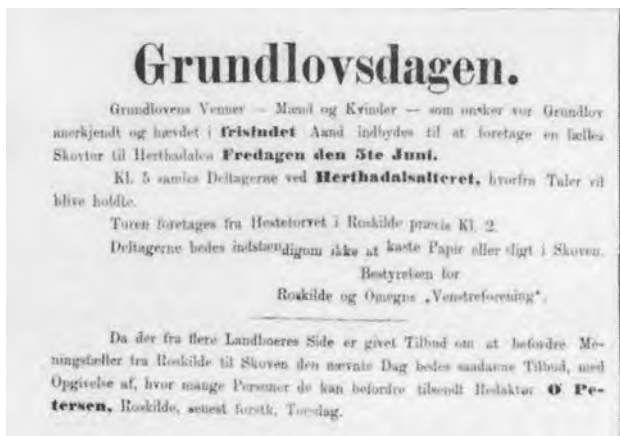 Grundlovsdagen.
Grundlovens Venner — Mænd og Kvinder — som ønsker vor Grundlov
anerkjendt og hævdet i frisindet Aand indbydes til at foretage en fælles
Skovtur til Herthadalen Fredagen den 5te Juni.
Kl. 5 samles Deltagerne ved Herthadalsalteret, hvorfra Taler vil
blive holdte.
Turen foretages fra Hestetorvet i Roskilde præcis Kl. 2.
Deltagerne bedes indstændigum ikke at kaste Papir eller sligt i Skoven.
Bestyrelsen for
Roskilde og Omegns „Venstreforening“.
Da der fra flere Landboeres Side er givet Tilbud om at befordre Me-
ningsfæller fra Roskilde til Skoven den nævnte Dag bedes saadanne Tilbud, med
Opgivelse af, hvor mange Personer de kan befordre tilsendt Redaktør O Pe-
tersen, Roskilde, senest førstk. Torsdag.